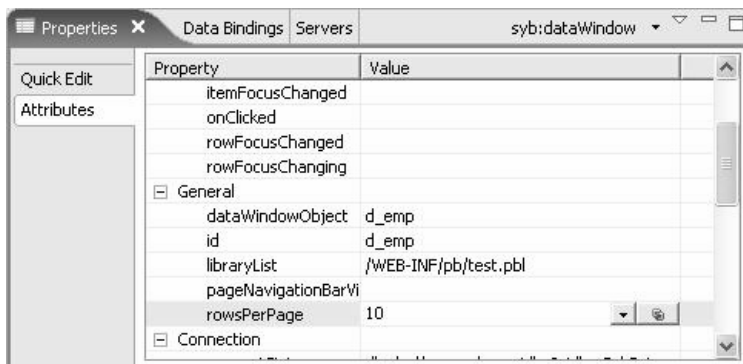 Properties Data Bindings Servers syb:dataWindow
Quick Edit
Attributes
Property Value
itemFocusChanged
onClicked
rowFocusChanged
rowFocusChanging
General
dataWindowObject d_emp
id d_emp
libraryList /WEB-INF/pb/test.pbl
pageNavigationBarVi
rowsPerPage 10
Connection